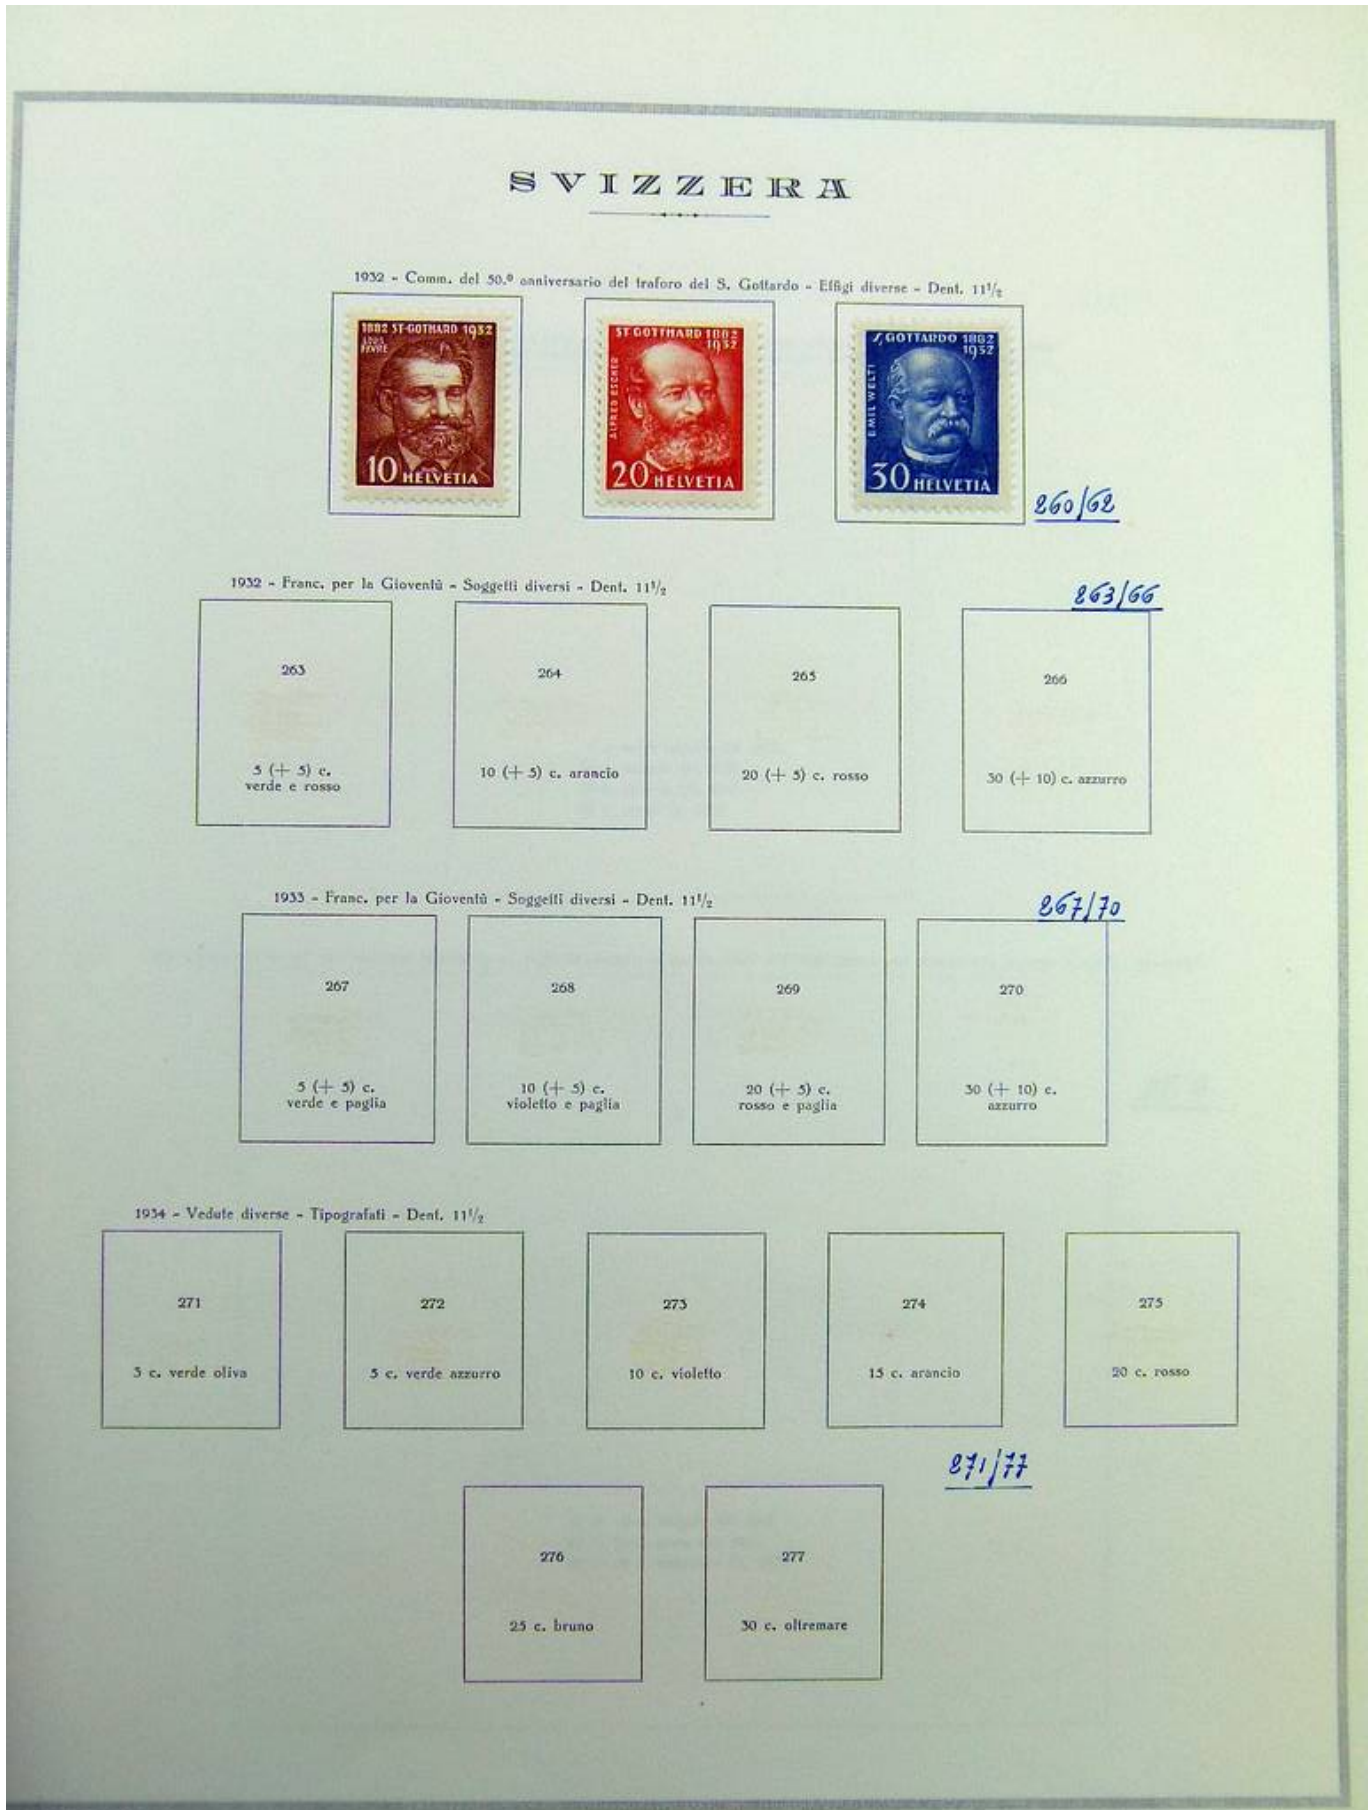 SVIZZERA
1932 - Comm. del 50.º anniversario del traforo del S. Gottardo - Effigi diverse - Dent. 11½
1882 ST-GOTHARD 1932
LOUIS
FAVRE
10 HELVETIA
ST. GOTTHARD 1882
1932
ALFRED ESCHER
20 HELVETIA
S. GOTTARDO 1882
1932
EMIL WELTI
30 HELVETIA
260/62
1932 - Franc. per la Gioventù - Soggetti diversi - Dent. 11½
263/66
263
5 (+ 5) c.
verde e rosso
264
10 (+ 5) c. arancio
265
20 (+ 5) c. rosso
266
30 (+ 10) c. azzurro
1933 - Franc. per la Gioventù - Soggetti diversi - Dent. 11½
267/70
267
5 (+ 5) c.
verde e paglia
268
10 (+ 5) c.
violetto e paglia
269
20 (+ 5) c.
rosso e paglia
270
30 (+ 10) c.
azzurro
1934 - Vedute diverse - Tipografati - Dent. 11½
271
3 c. verde oliva
272
5 c. verde azzurro
273
10 c. violetto
274
15 c. arancio
275
20 c. rosso
271/77
276
25 c. bruno
277
30 c. oltremare